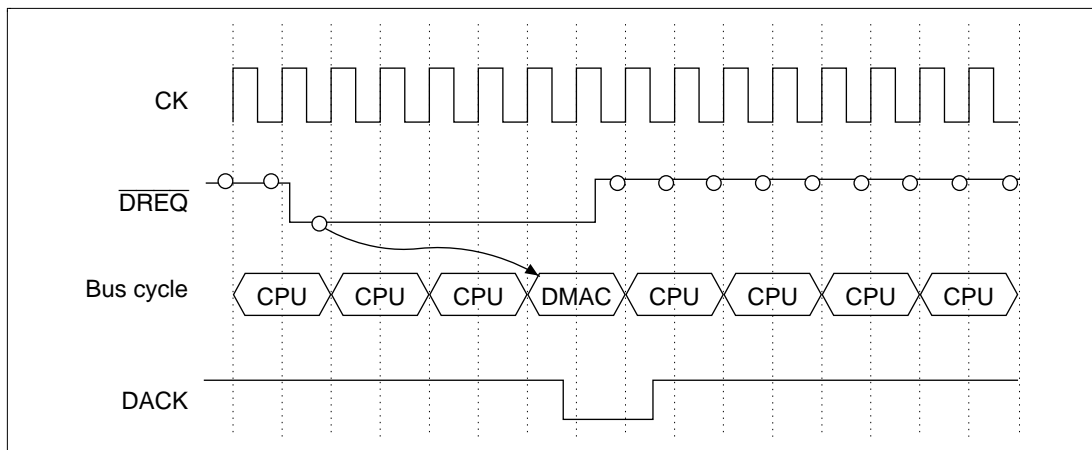 CK
DREQ
Bus cycle CPU CPU CPU DMAC CPU CPU CPU CPU
DACK